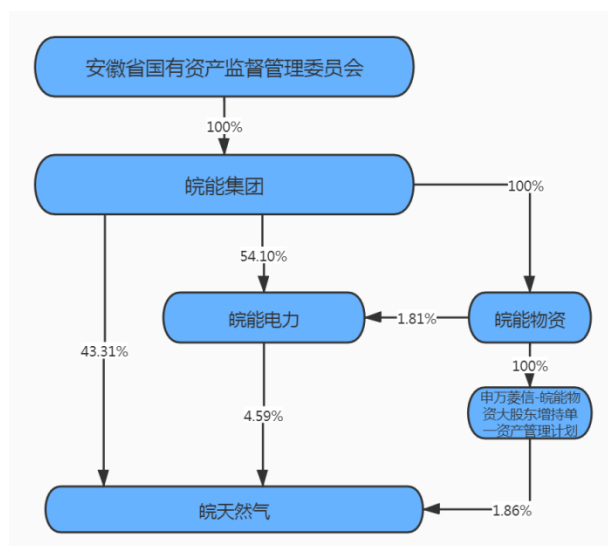 安徽省国有资产监督管理委员会
100%
皖能集团
100%
54.10%
皖能电力
1.81%
皖能物资
43.31%
100%
4.59%
申万菱信-皖能物
资大股东增持单
一资产管理计划
皖天然气
1.86%